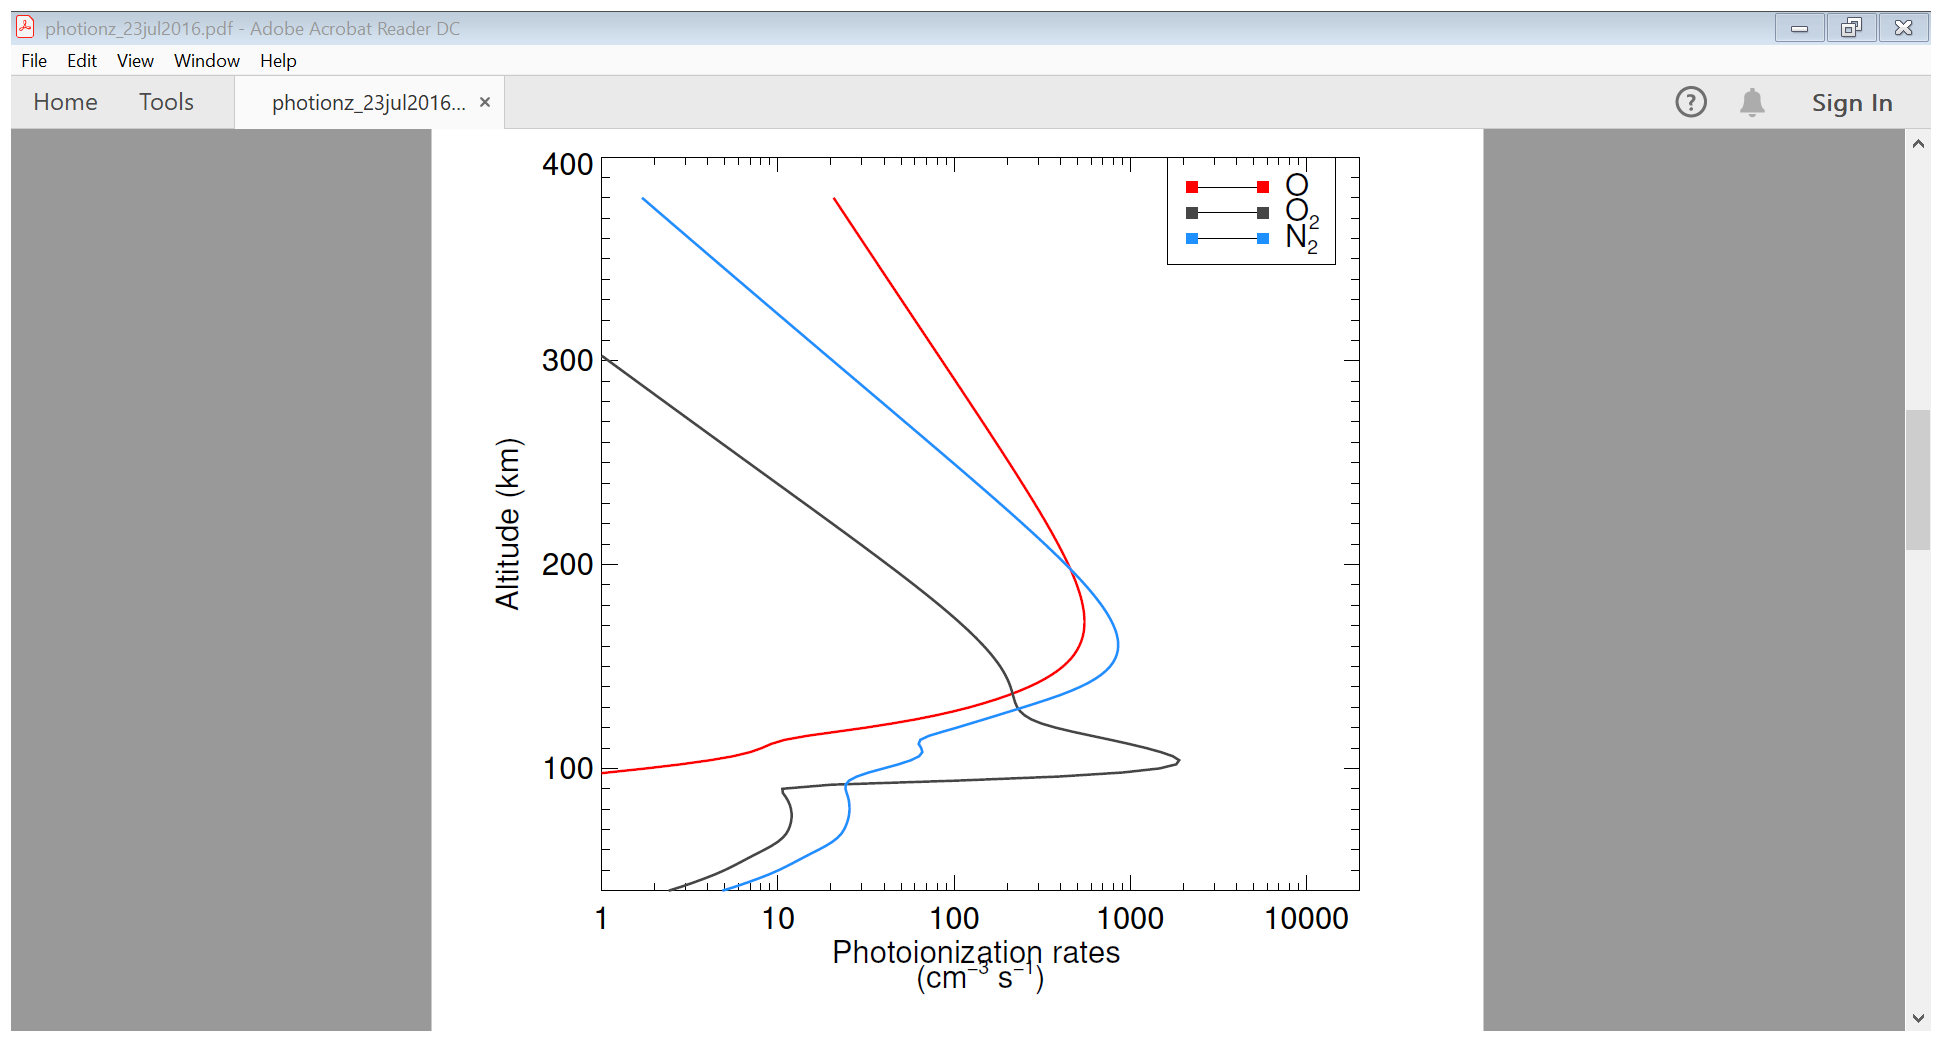 photionz_23jul2016.pdf - Adobe Acrobat Reader DC
File Edit View Window Help
Home Tools photionz_23jul2016... × ? Sign In
400
300
200
100
Altitude (km)
O
O₂
N₂
1 10 100 1000 10000
Photoionization rates
(cm⁻³ s⁻¹)